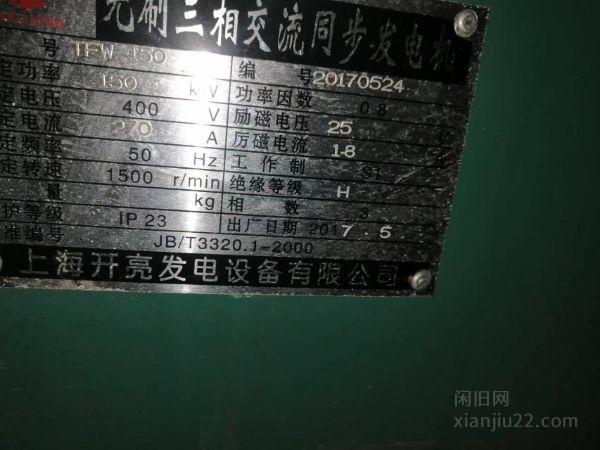 无刷三相交流同步发电机
号 TFW-150 编号 20170524
定功率 150 kW 功率因数 0.8
定电压 400 V 励磁电压 25
定电流 270 A 厉磁电流 1.8
定频率 50 Hz 工作制 S1
定转速 1500 r/min 绝缘等级 H
量 kg 相数 3
护等级 IP 23 出厂日期 2017.5
准编号 JB/T3320.1-2000
上海开亮发电设备有限公司
闲旧网
xianjiu22.com